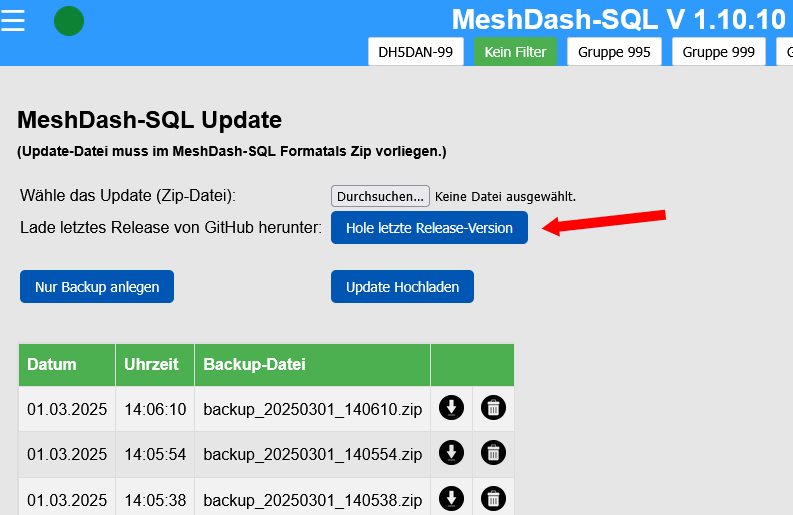 MeshDash-SQL V 1.10.10
DH5DAN-99 Kein Filter Gruppe 995 Gruppe 999
MeshDash-SQL Update
(Update-Datei muss im MeshDash-SQL Formatals Zip vorliegen.)
Wähle das Update (Zip-Datei): Durchsuchen... Keine Datei ausgewählt.
Lade letztes Release von GitHub herunter: Hole letzte Release-Version
Nur Backup anlegen Update Hochladen
Datum Uhrzeit Backup-Datei
01.03.2025 14:06:10 backup_20250301_140610.zip
01.03.2025 14:05:54 backup_20250301_140554.zip
01.03.2025 14:05:38 backup_20250301_140538.zip